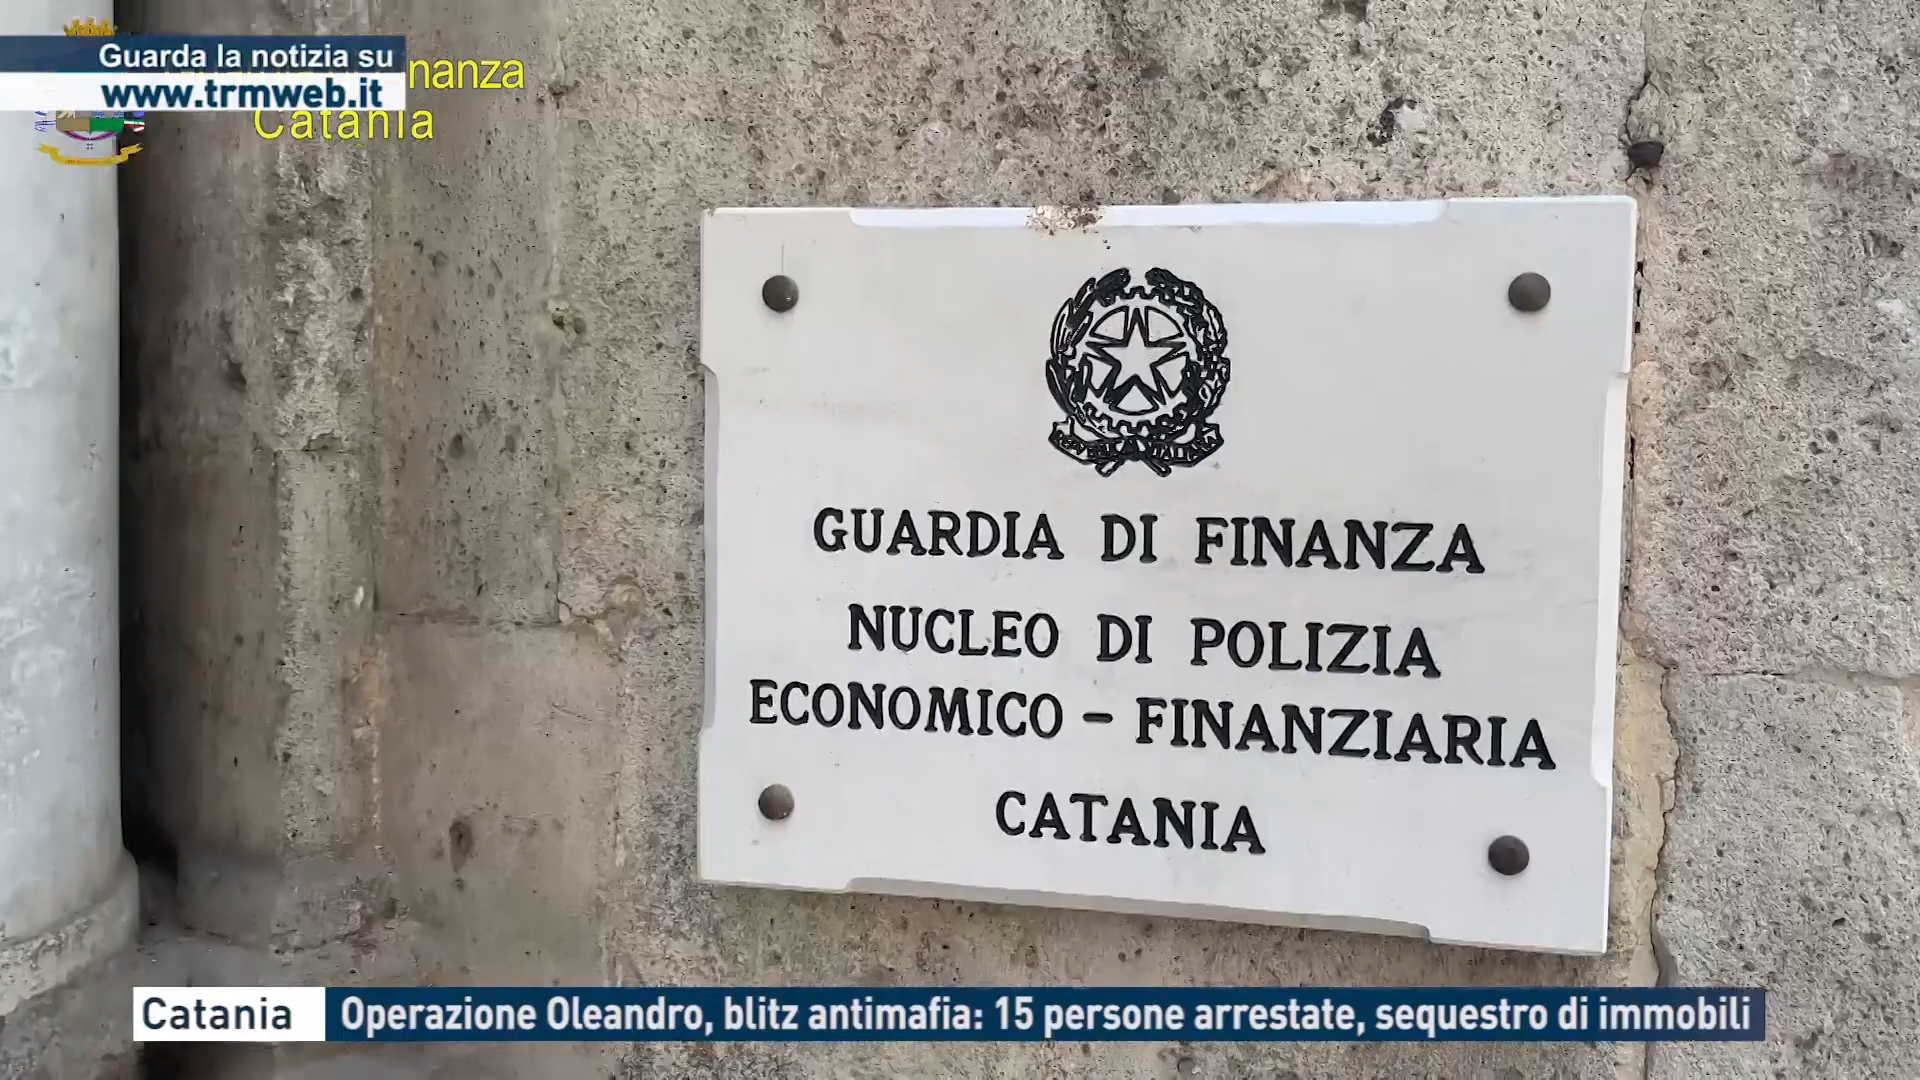 Guarda la notizia su
www.trmweb.it
nanza
Catania
GUARDIA DI FINANZA
NUCLEO DI POLIZIA
ECONOMICO - FINANZIARIA
CATANIA
Catania
Operazione Oleandro, blitz antimafia: 15 persone arrestate, sequestro di immobili